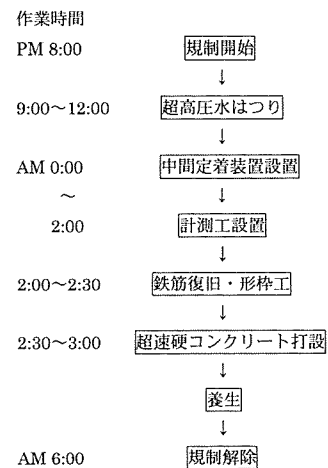 作業時間
PM 8:00 規制開始
↓
9:00～12:00 超高圧水はつり
↓
AM 0:00 中間定着装置設置
～ ↓
2:00 計測工設置
↓
2:00～2:30 鉄筋復旧・形枠工
↓
2:30～3:00 超速硬コンクリート打設
↓
養生
↓
AM 6:00 規制解除